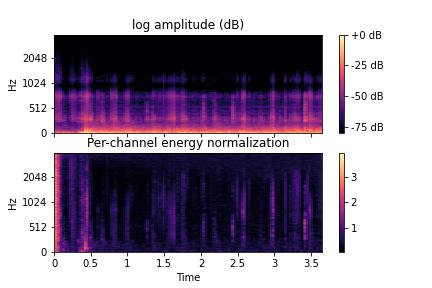 log amplitude (dB)
Hz
2048
1024
512
0
+0 dB
-25 dB
-50 dB
-75 dB
Per-channel energy normalization
Hz
2048
1024
512
0
3
2
1
0 0.5 1 1.5 2 2.5 3 3.5
Time